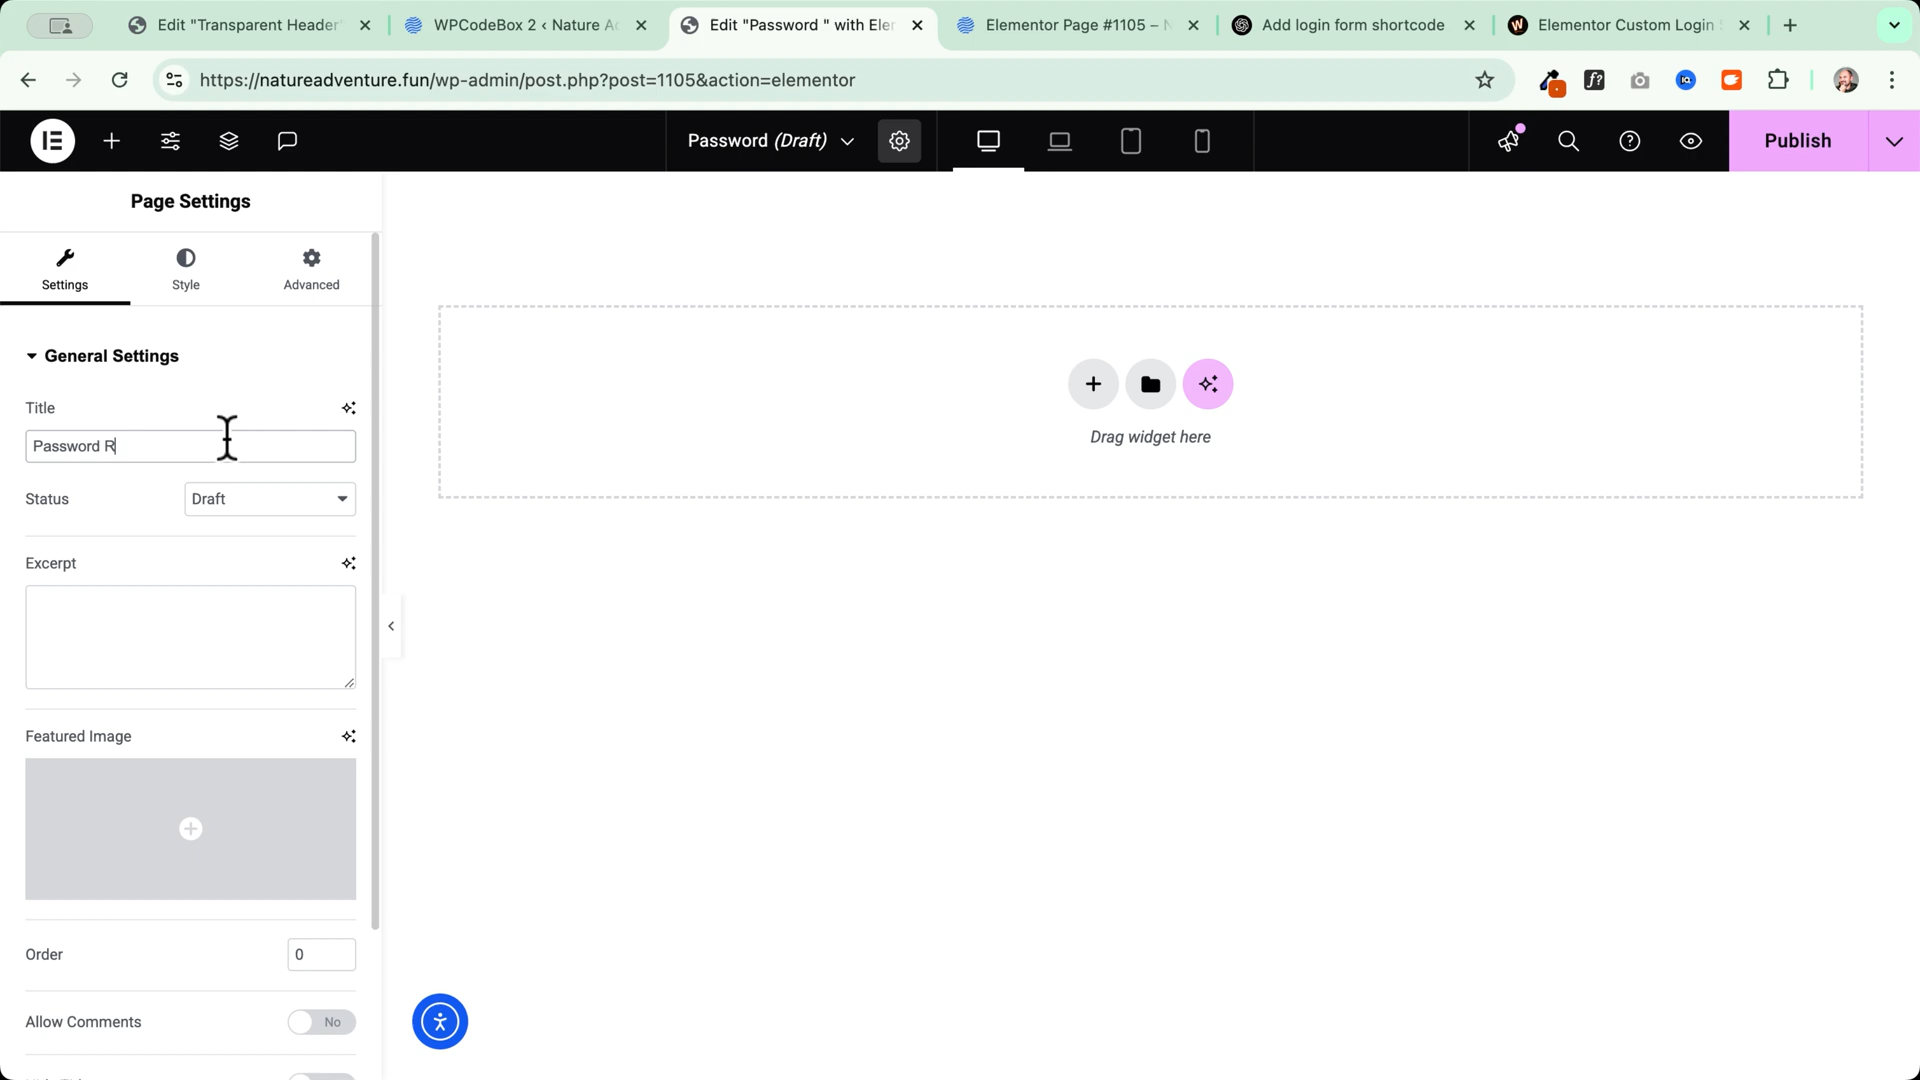 Edit "Transparent Header"
WPCodeBox 2 ‹ Nature Ad
Edit "Password " with Elem
Elementor Page #1105 – N
Add login form shortcode
Elementor Custom Login S
https://natureadventure.fun/wp-admin/post.php?post=1105&action=elementor
Password (Draft)
Publish
Page Settings
Settings
Style
Advanced
General Settings
Title
Password R
Status
Draft
Excerpt
Featured Image
Order
0
Allow Comments
No
Drag widget here